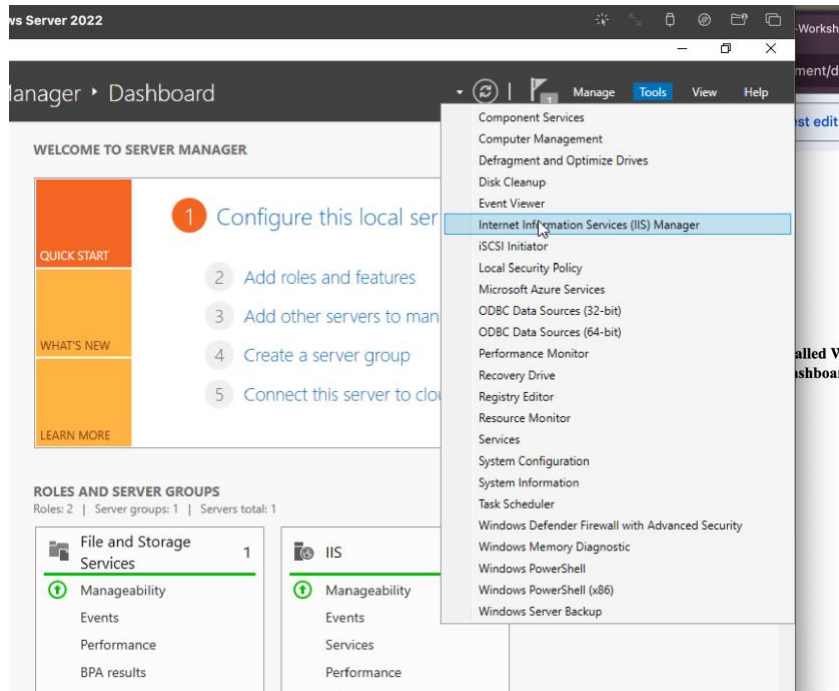 ws Server 2022
Manager ‣ Dashboard
1
Manage
Tools
View
Help
Component Services
Computer Management
Defragment and Optimize Drives
Disk Cleanup
Event Viewer
Internet Information Services (IIS) Manager
iSCSI Initiator
Local Security Policy
Microsoft Azure Services
ODBC Data Sources (32-bit)
ODBC Data Sources (64-bit)
Performance Monitor
Recovery Drive
Registry Editor
Resource Monitor
Services
System Configuration
System Information
Task Scheduler
Windows Defender Firewall with Advanced Security
Windows Memory Diagnostic
Windows PowerShell
Windows PowerShell (x86)
Windows Server Backup
WELCOME TO SERVER MANAGER
QUICK START
WHAT'S NEW
LEARN MORE
1 Configure this local ser
2 Add roles and features
3 Add other servers to man
4 Create a server group
5 Connect this server to clou
ROLES AND SERVER GROUPS
Roles: 2 | Server groups: 1 | Servers total: 1
File and Storage
Services
1
Manageability
Events
Performance
BPA results
IIS
Manageability
Events
Services
Performance
-Worksh
ment/d
st edit
alled W
ashboar